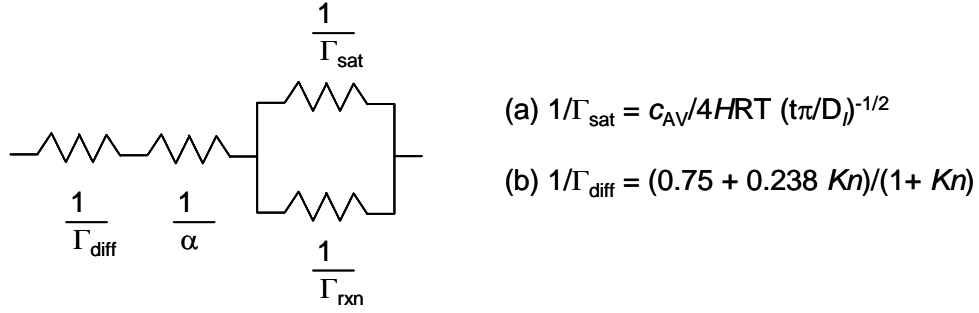 1
Γsat
(a) 1/Γsat = cAV/4HRT (tπ/Dl)-1/2
1
Γdiff
1
α
(b) 1/Γdiff = (0.75 + 0.238 Kn)/(1+ Kn)
1
Γrxn